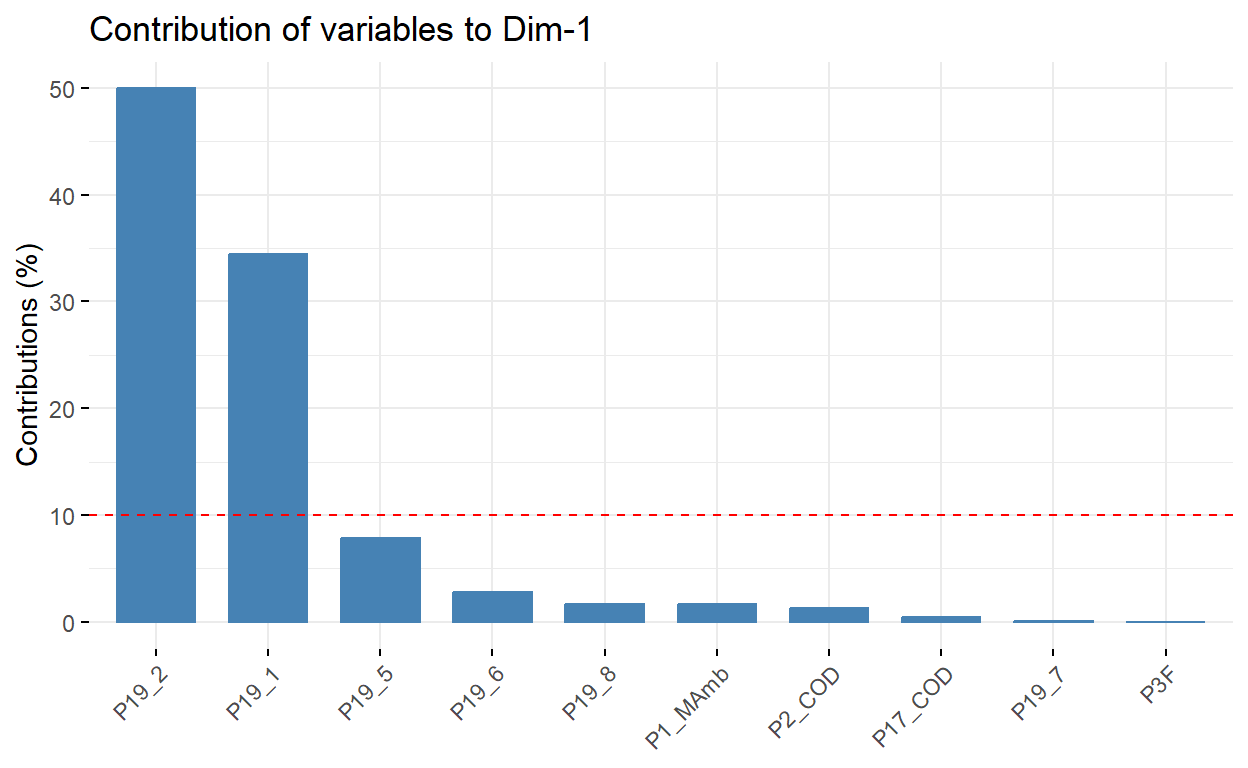 Contribution of variables to Dim-1
Contributions (%)
50
40
30
20
10
0
P19_2
P19_1
P19_5
P19_6
P19_8
P1_MAmb
P2_COD
P17_COD
P19_7
P3F